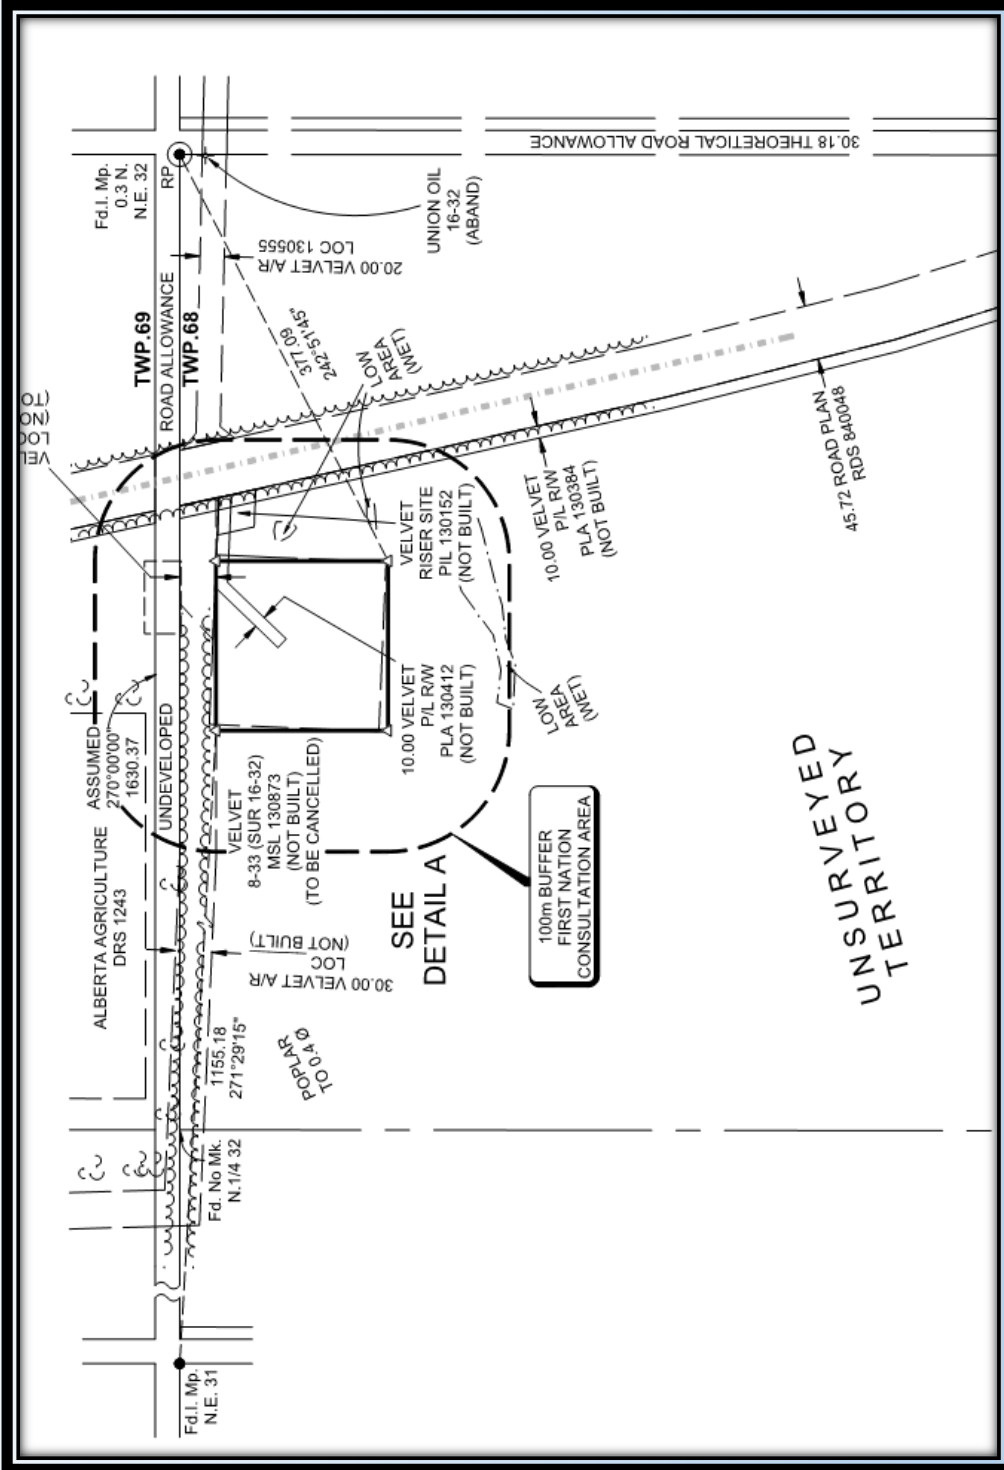 Fd.I. Mp.
0.3 N.
N.E. 32
RP
30.18 THEORETICAL ROAD ALLOWANCE
UNION OIL
16-32
(ABAND)
20.00 VELVET A/R
LOC 130555
TWP.69
ROAD ALLOWANCE
TWP.68
242°51'45"
377.09
LOW
AREA
(WET)
VEL
LOC
(NO
(TO
VELVET
RISER SITE
PIL 130152
(NOT BUILT)
10.00 VELVET
P/L R/W
PLA 130384
(NOT BUILT)
45.72 ROAD PLAN
RDS 840048
10.00 VELVET
P/L R/W
PLA 130412
(NOT BUILT)
LOW
AREA
(WET)
ASSUMED
270°00'00"
1630.37
UNDEVELOPED
ALBERTA AGRICULTURE
DRS 1243
VELVET
8-33 (SUR 16-32)
MSL 130873
(NOT BUILT)
(TO BE CANCELLED)
SEE
DETAIL A
100m BUFFER
FIRST NATION
CONSULTATION AREA
UNSURVEYED
TERRITORY
30.00 VELVET A/R
LOC
(NOT BUILT)
1155.18
271°29'15"
POPLAR
TO 0.4 Ø
Fd. No Mk.
N.1/4 32
Fd.I. Mp.
N.E. 31